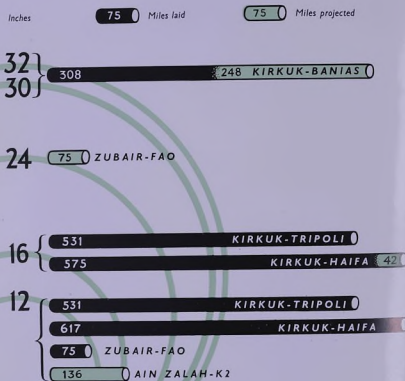 Inches 75 Miles laid 75 Miles projected
32
30
308 248 KIRKUK-BANIAS
24 75 ZUBAIR-FAO
16
531 KIRKUK-TRIPOLI
575 KIRKUK-HAIFA 42
12
531 KIRKUK-TRIPOLI
617 KIRKUK-HAIFA
75 ZUBAIR-FAO
136 AIN ZALAH-K2